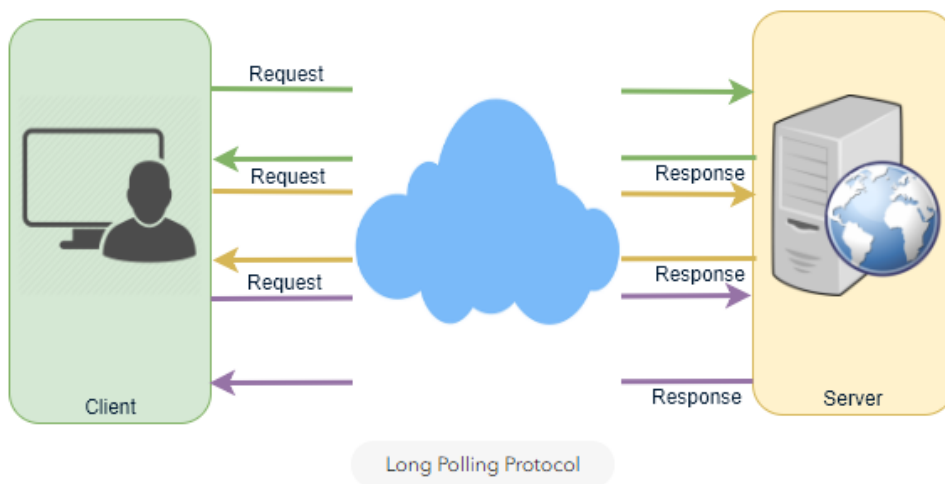 Request
Response
Request
Response
Request
Response
Client
Server
Long Polling Protocol